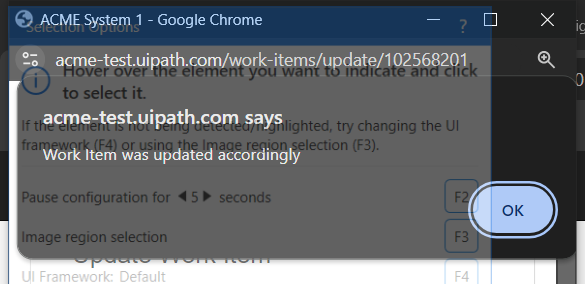 ACME System 1 - Google Chrome
Selection Options
?
acme-test.uipath.com/work-items/update/102568201
Hover over the element you want to indicate and click
to select it.
acme-test.uipath.com says
If the element is not being detected/highlighted, try changing the UI
framework (F4) or using the Image region selection (F3).
Work Item was updated accordingly
Pause configuration for 5 seconds
F2
OK
Image region selection
F3
Update Work Item
UI Framework: Default
F4